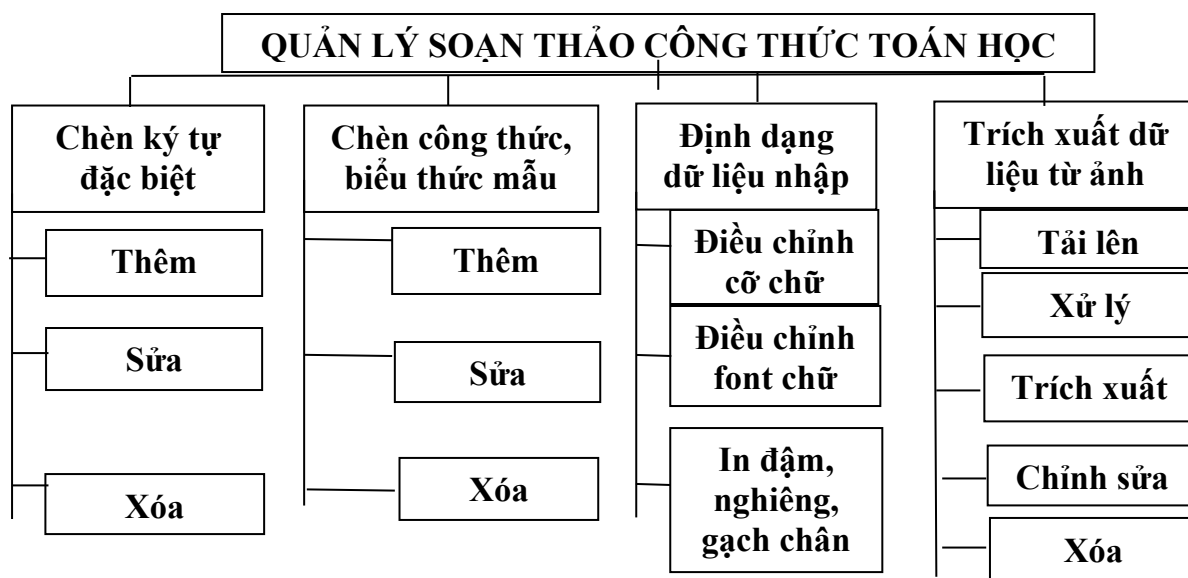 QUẢN LÝ SOẠN THẢO CÔNG THỨC TOÁN HỌC
Chèn ký tự
đặc biệt
Thêm
Sửa
Xóa
Chèn công thức,
biểu thức mẫu
Thêm
Sửa
Xóa
Định dạng
dữ liệu nhập
Điều chỉnh
cỡ chữ
Điều chỉnh
font chữ
In đậm,
nghiêng,
gạch chân
Trích xuất dữ
liệu từ ảnh
Tải lên
Xử lý
Trích xuất
Chỉnh sửa
Xóa